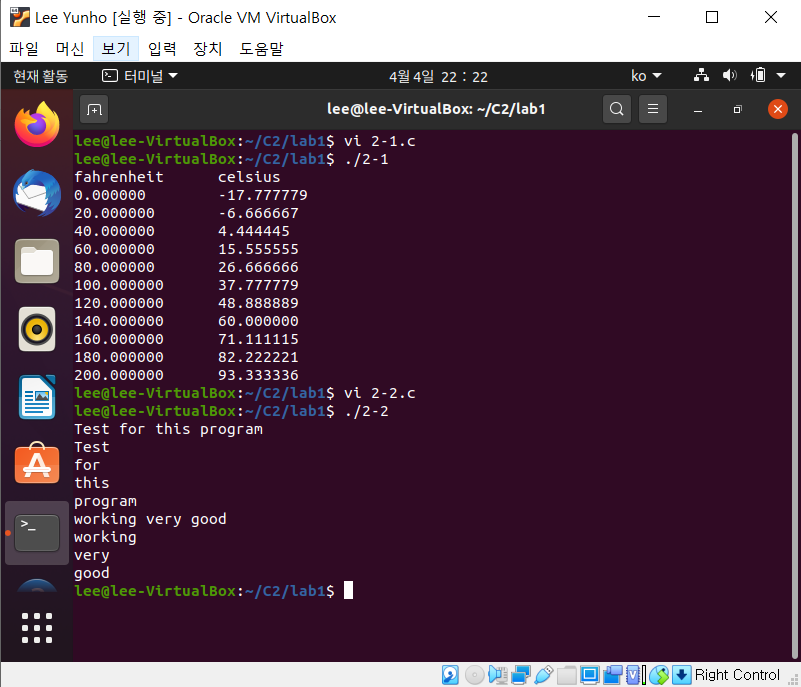 Lee Yunho [실행 중] - Oracle VM VirtualBox
파일 머신 보기 입력 장치 도움말
현재 활동 터미널 4월 4일 22 : 22 ko
lee@lee-VirtualBox: ~/C2/lab1
lee@lee-VirtualBox:~/C2/lab1$ vi 2-1.c
lee@lee-VirtualBox:~/C2/lab1$ ./2-1
fahrenheit celsius
0.000000 -17.777779
20.000000 -6.666667
40.000000 4.444445
60.000000 15.555555
80.000000 26.666666
100.000000 37.777779
120.000000 48.888889
140.000000 60.000000
160.000000 71.111115
180.000000 82.222221
200.000000 93.333336
lee@lee-VirtualBox:~/C2/lab1$ vi 2-2.c
lee@lee-VirtualBox:~/C2/lab1$ ./2-2
Test for this program
Test
for
this
program
working very good
working
very
good
lee@lee-VirtualBox:~/C2/lab1$
Right Control